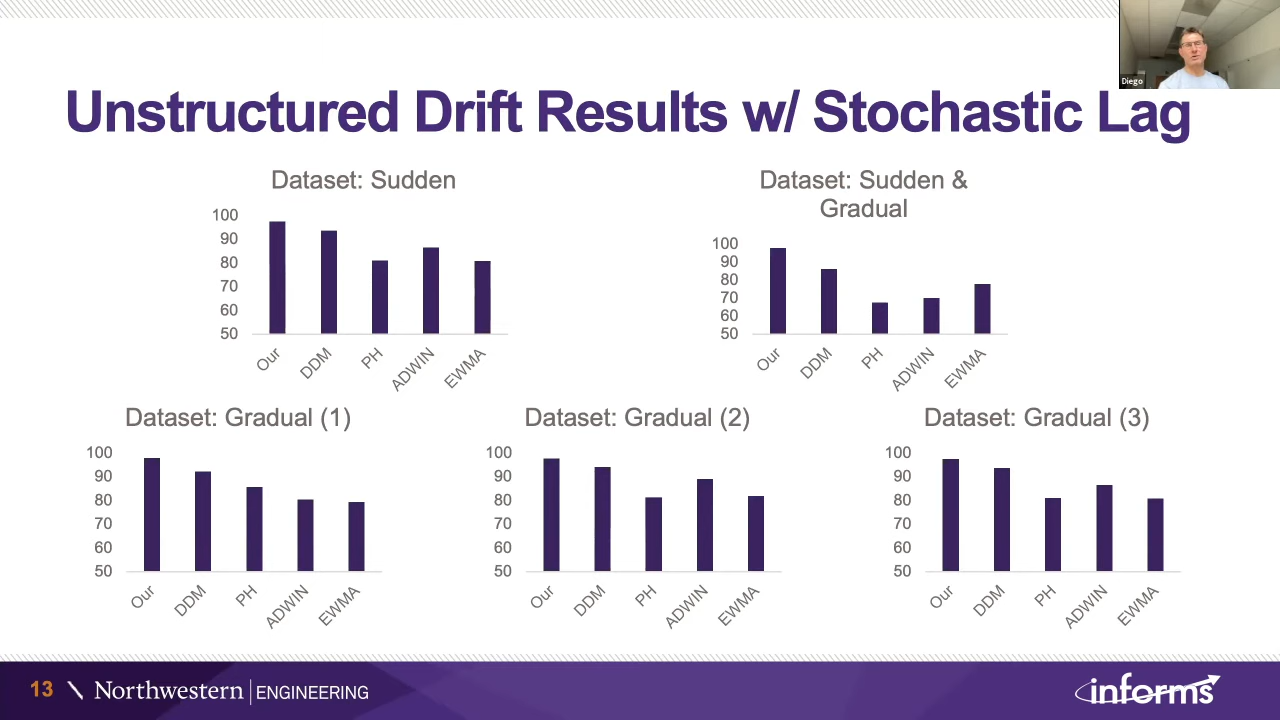 Diego
Unstructured Drift Results w/ Stochastic Lag
Dataset: Sudden
100
90
80
70
60
50
Our
DDM
PH
ADWIN
EWMA
Dataset: Sudden &
Gradual
100
90
80
70
60
50
Our
DDM
PH
ADWIN
EWMA
Dataset: Gradual (1)
100
90
80
70
60
50
Our
DDM
PH
ADWIN
EWMA
Dataset: Gradual (2)
100
90
80
70
60
50
Our
DDM
PH
ADWIN
EWMA
Dataset: Gradual (3)
100
90
80
70
60
50
Our
DDM
PH
ADWIN
EWMA
13
Northwestern ENGINEERING
informs